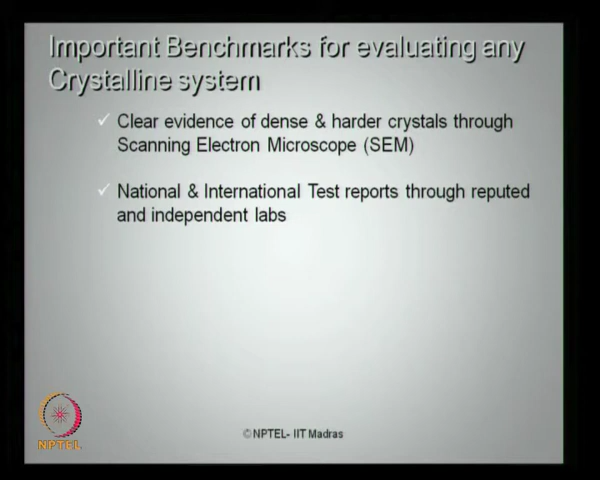 Important Benchmarks for evaluating any
Crystalline system
✓ Clear evidence of dense & harder crystals through
Scanning Electron Microscope (SEM)
✓ National & International Test reports through reputed
and independent labs
NPTEL
©NPTEL- IIT Madras